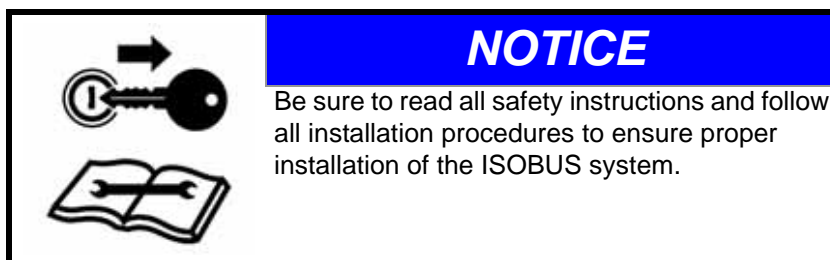 NOTICE
Be sure to read all safety instructions and follow
all installation procedures to ensure proper
installation of the ISOBUS system.